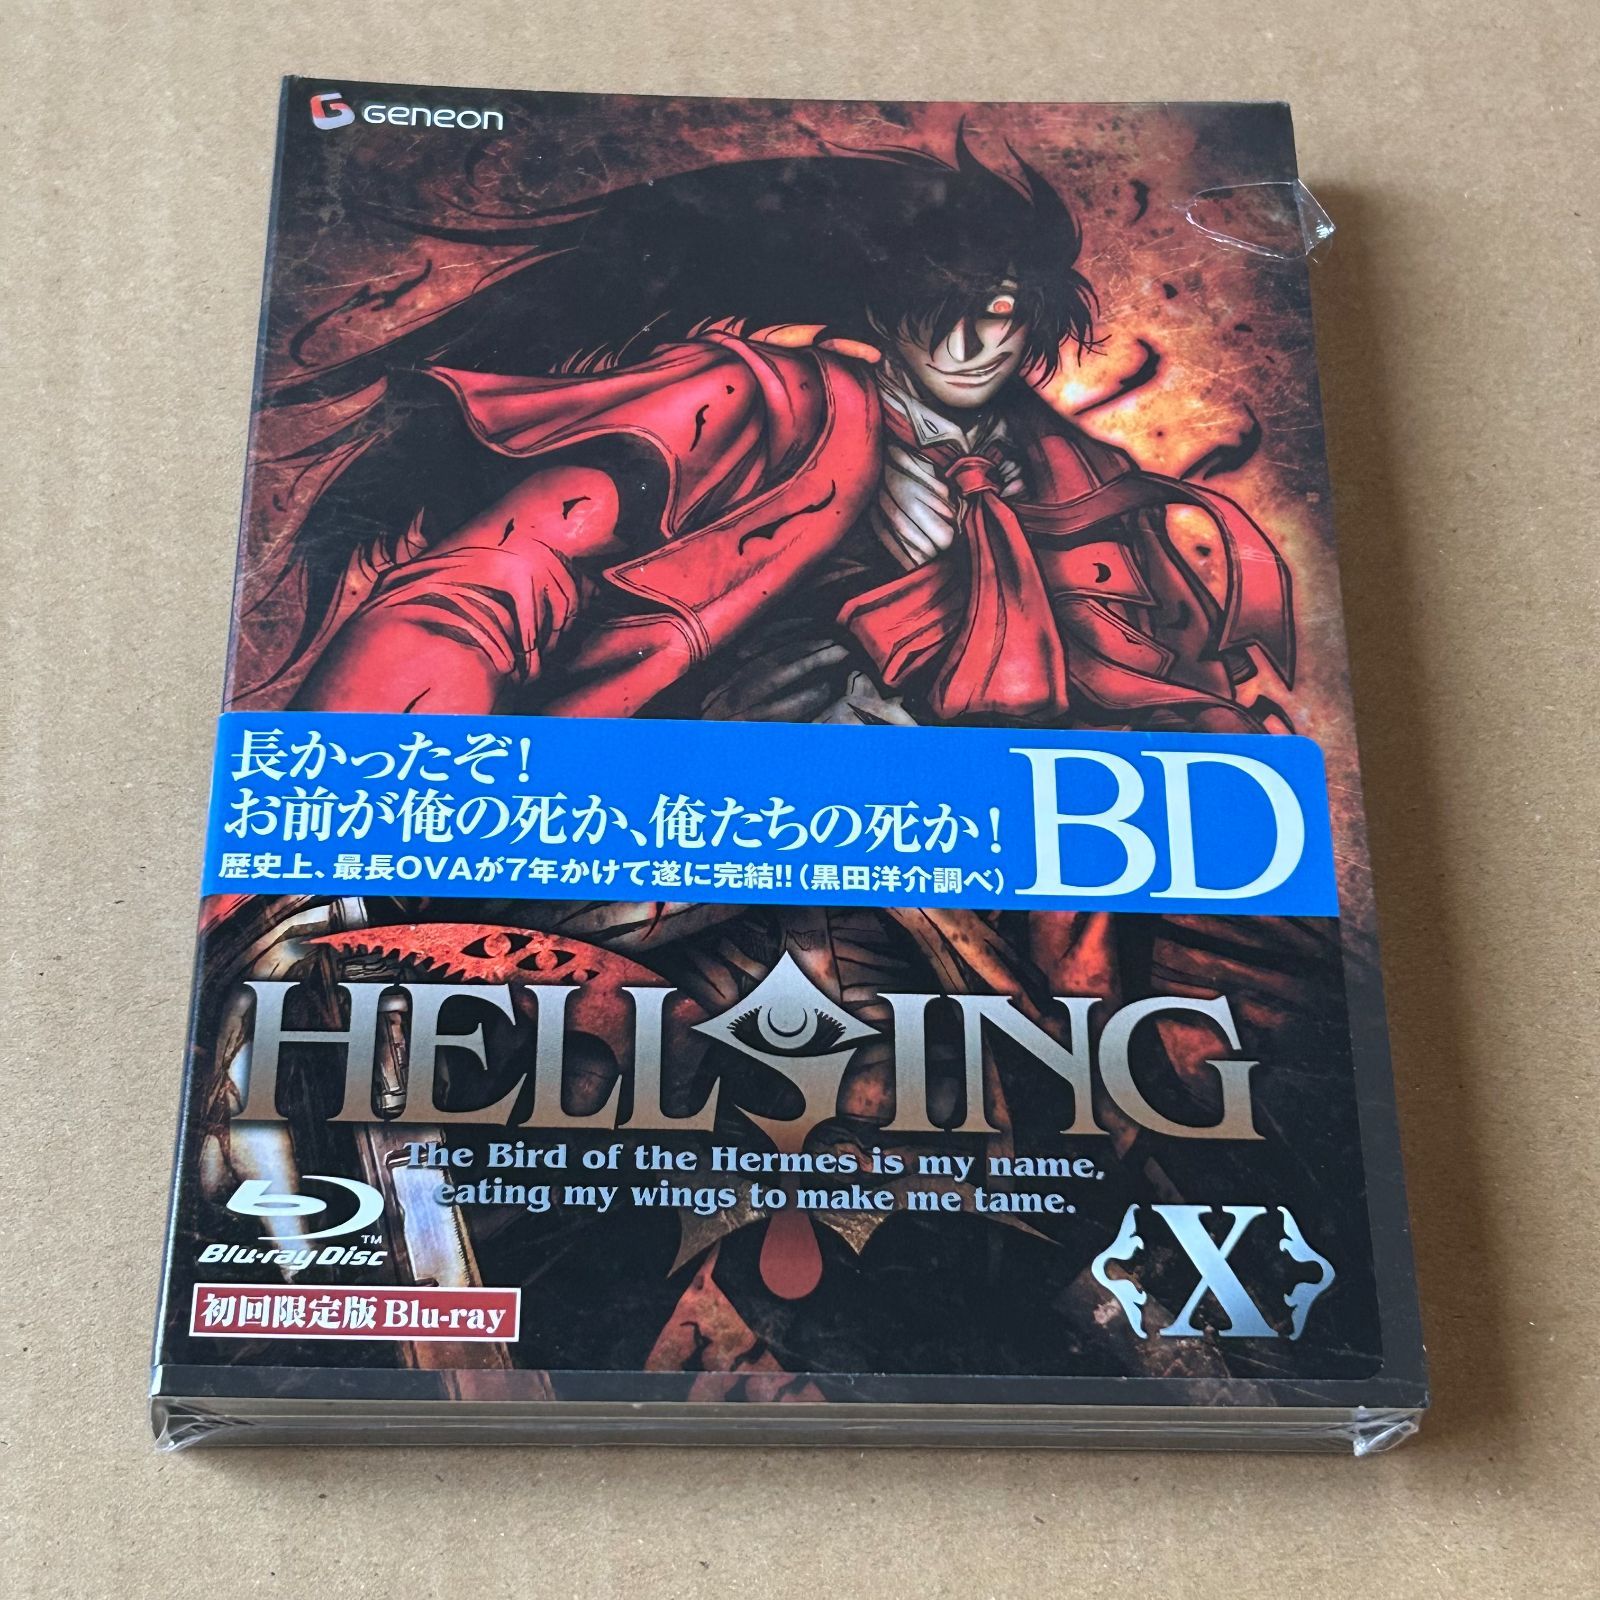 Geneon
長かったぞ!
お前が俺の死か、俺たちの死か!
歴史上、最長OVAが7年かけて遂に完結!!(黒田洋介調べ)
BD
HELLSING
The Bird of the Hermes is my name,
eating my wings to make me tame.
Blu-ray Disc TM
X
初回限定版 Blu-ray